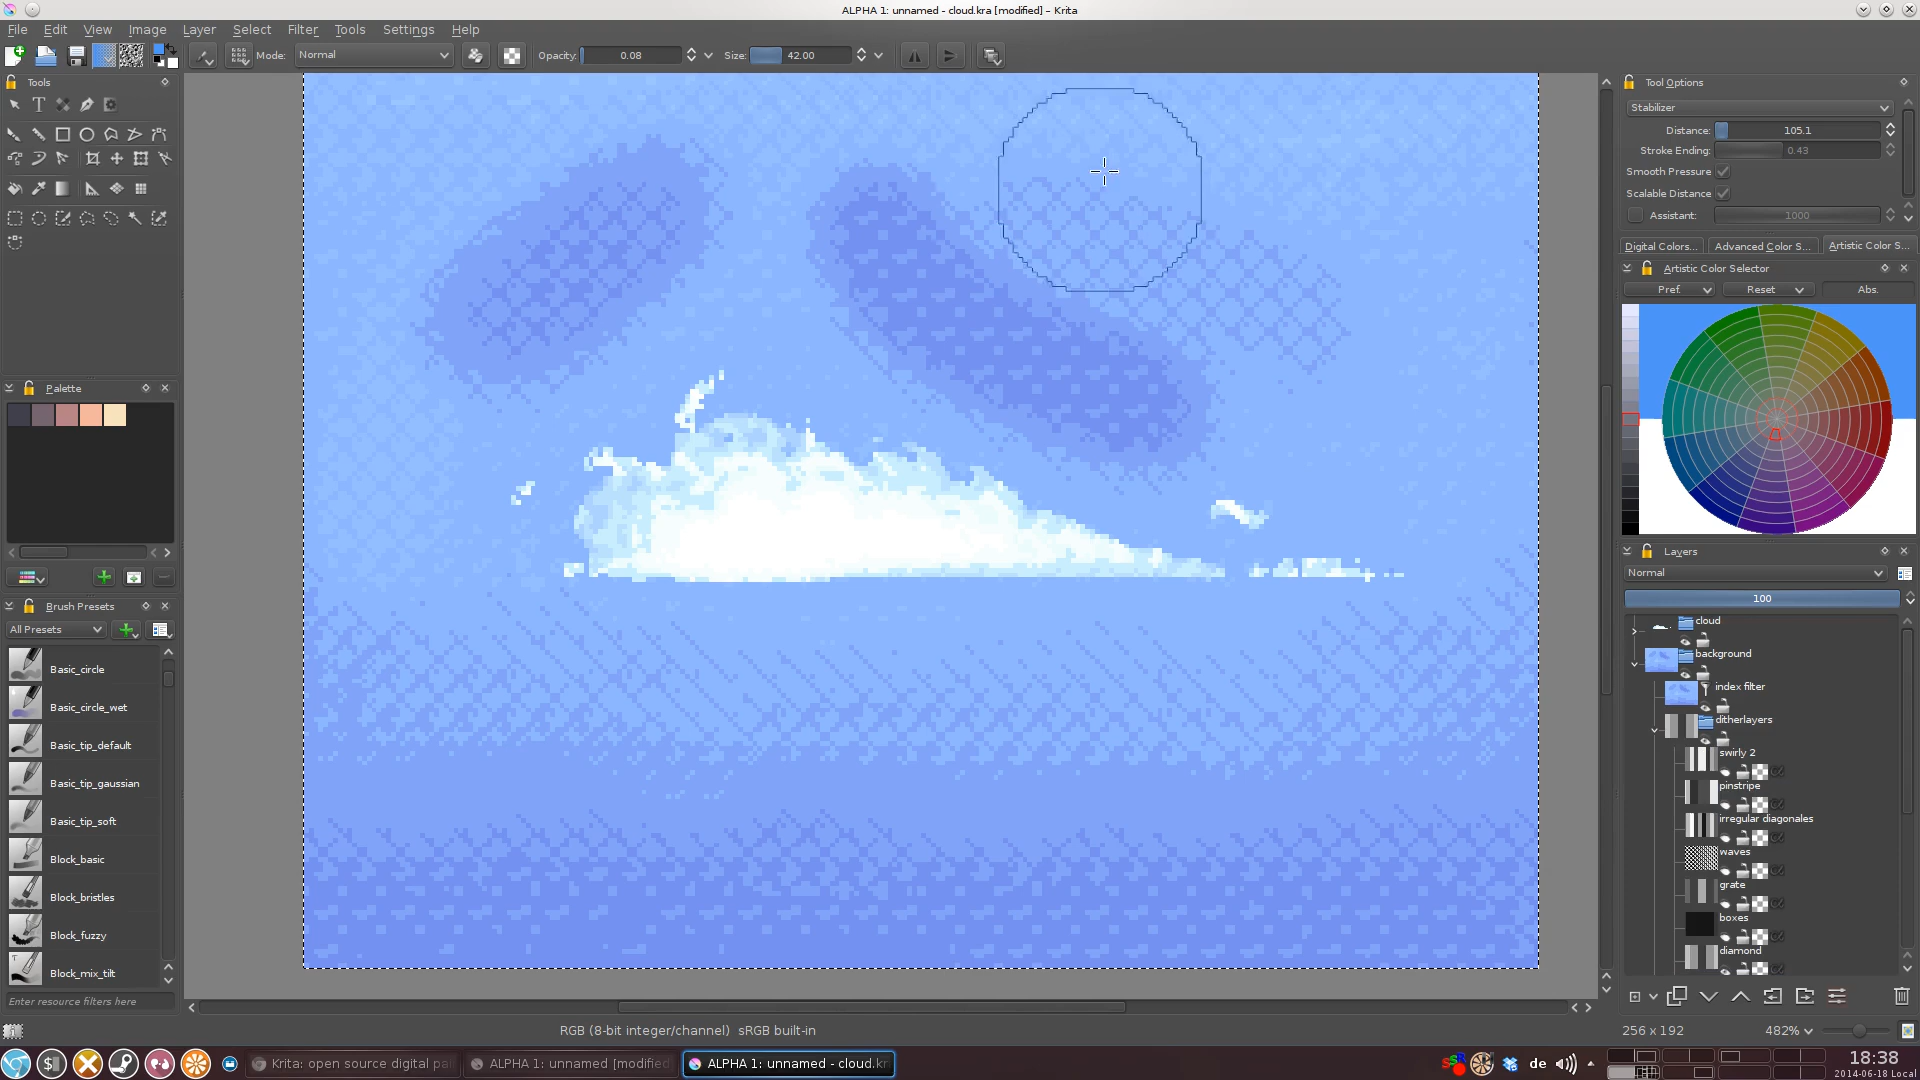 ALPHA 1: unnamed - cloud.kra [modified] – Krita
File Edit View Image Layer Select Filter Tools Settings Help
Mode: Normal Opacity: 0.08 Size: 42.00
Tools
Palette
Brush Presets
All Presets
Basic_circle
Basic_circle_wet
Basic_tip_default
Basic_tip_gaussian
Basic_tip_soft
Block_basic
Block_bristles
Block_fuzzy
Block_mix_tilt
Enter resource filters here
Tool Options
Stabilizer
Distance: 105.1
Stroke Ending: 0.43
Smooth Pressure
Scalable Distance
Assistant: 1000
Digital Colors... Advanced Color S... Artistic Color S...
Artistic Color Selector
Pref. Reset Abs.
Layers
Normal
100
cloud
background
index filter
ditherlayers
swirly 2
pinstripe
irregular diagonales
waves
grate
boxes
diamond
RGB (8-bit integer/channel) sRGB built-in
256 x 192 482%
Krita: open source digital pa
ALPHA 1: unnamed [modified
ALPHA 1: unnamed - cloud.kr
de
18:38
2014-06-18 Local